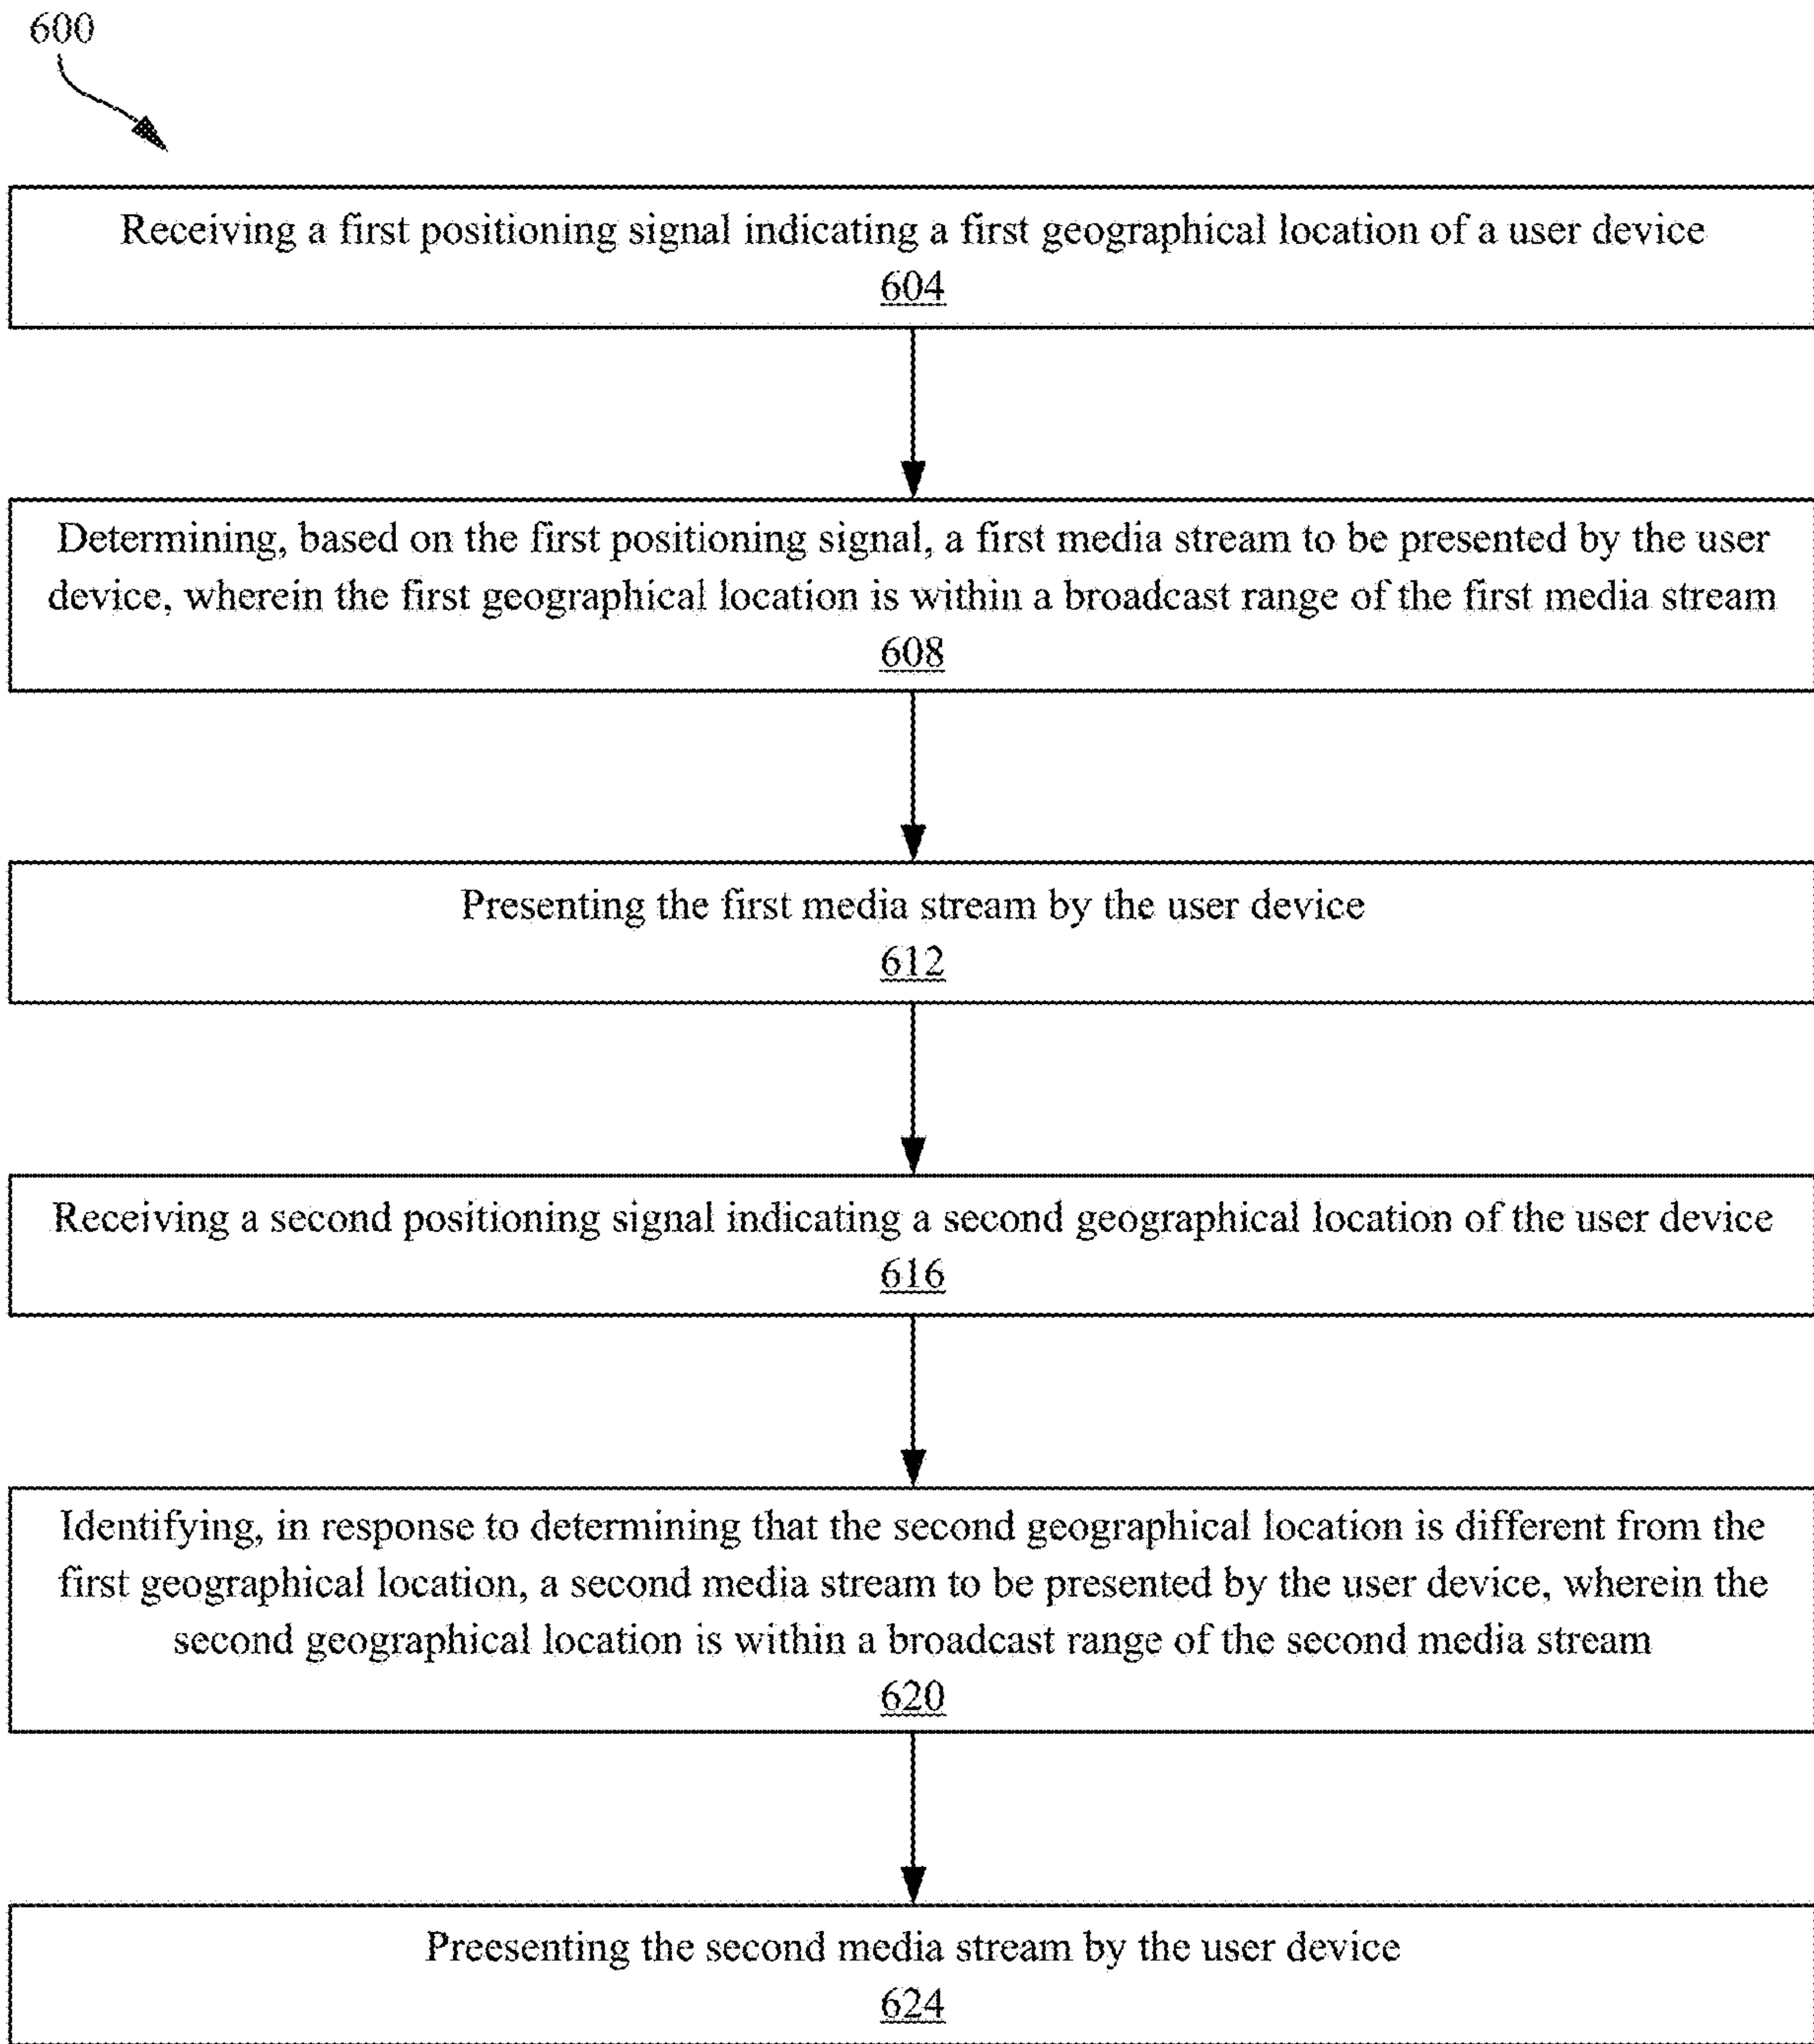 600
Receiving a first positioning signal indicating a first geographical location of a user device
604
Determining, based on the first positioning signal, a first media stream to be presented by the user
device, wherein the first geographical location is within a broadcast range of the first media stream
608
Presenting the first media stream by the user device
612
Receiving a second positioning signal indicating a second geographical location of the user device
616
Identifying, in response to determining that the second geographical location is different from the
first geographical location, a second media stream to be presented by the user device, wherein the
second geographical location is within a broadcast range of the second media stream
620
Preesenting the second media stream by the user device
624